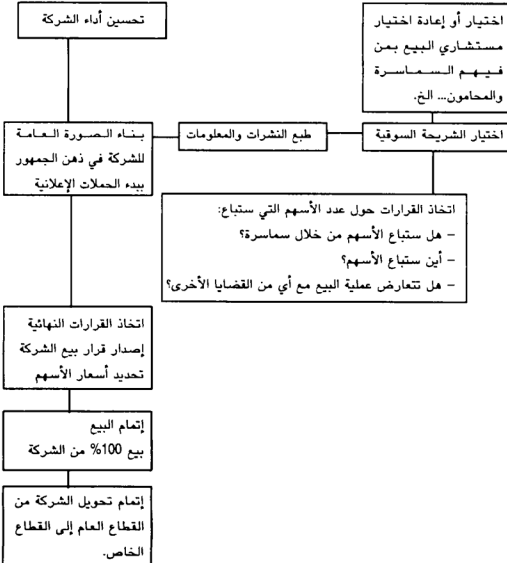 اختيار أو إعادة اختيار
مستشاري البيع بمن
فيهم السماسرة
والمحامون... الخ.
تحسين أداء الشركة
اختيار الشريحة السوقية
طبع النشرات والمعلومات
بناء الصورة العامة
للشركة في ذهن الجمهور
ببدء الحملات الإعلانية
اتخاذ القرارات حول عدد الأسهم التي ستباع:
– هل ستباع الأسهم من خلال سماسرة؟
– أين ستباع الأسهم؟
– هل تتعارض عملية البيع مع أي من القضايا الأخرى؟
اتخاذ القرارات النهائية
إصدار قرار بيع الشركة
تحديد أسعار الأسهم
إتمام البيع
بيع 100% من الشركة
إتمام تحويل الشركة من
القطاع العام إلى القطاع
الخاص.